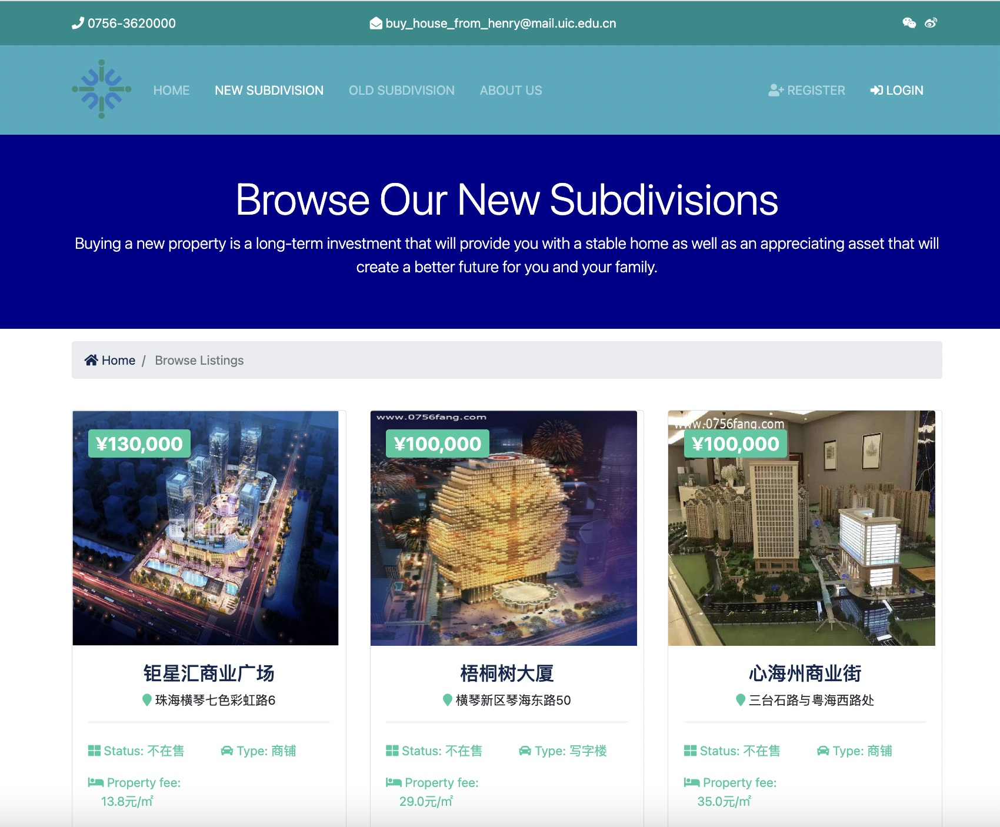 0756-3620000
buy_house_from_henry@mail.uic.edu.cn
HOME
NEW SUBDIVISION
OLD SUBDIVISION
ABOUT US
REGISTER
LOGIN
Browse Our New Subdivisions
Buying a new property is a long-term investment that will provide you with a stable home as well as an appreciating asset that will
create a better future for you and your family.
Home / Browse Listings
¥130,000
钜星汇商业广场
珠海横琴七色彩虹路6
Status: 不在售
Type: 商铺
Property fee:
13.8元/㎡
www.0756fang.com
¥100,000
梧桐树大厦
横琴新区琴海东路50
Status: 不在售
Type: 写字楼
Property fee:
29.0元/㎡
www.0756fang.com
¥100,000
心海州商业街
三台石路与粤海西路处
Status: 不在售
Type: 商铺
Property fee:
35.0元/㎡